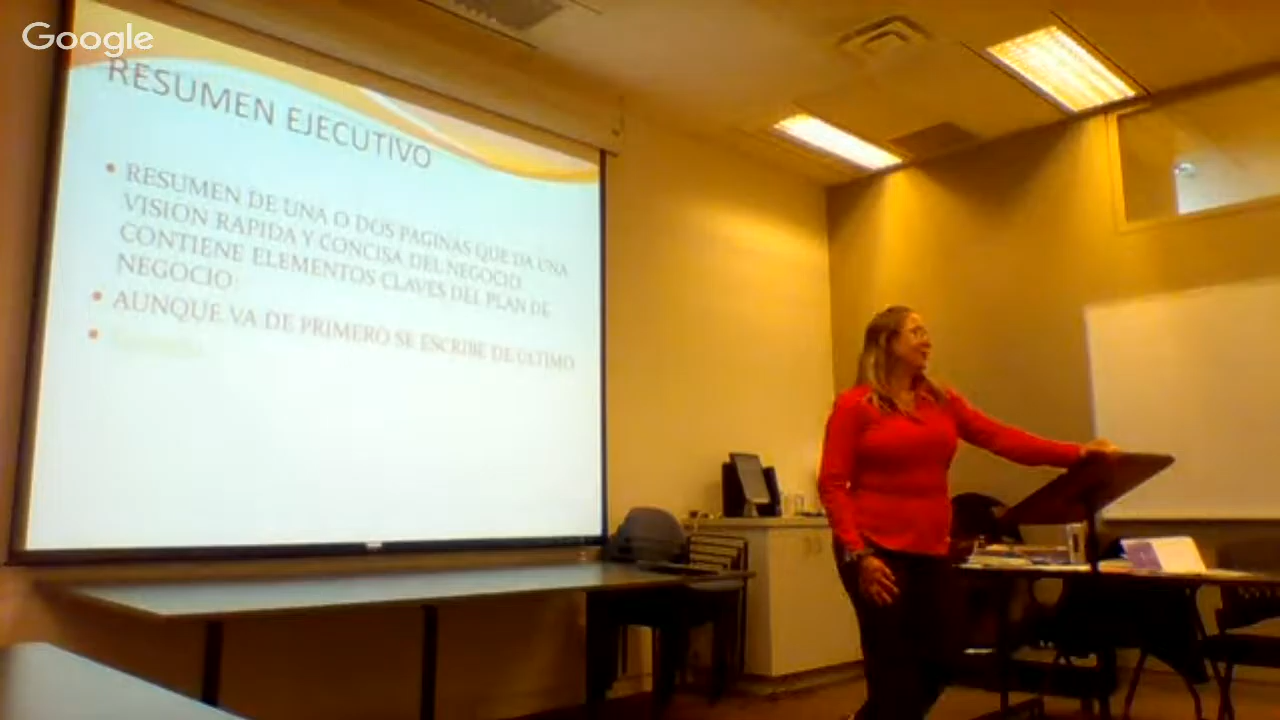 Google
RESUMEN EJECUTIVO
• RESUMEN DE UNA O DOS PAGINAS QUE DA UNA
VISION RAPIDA Y CONCISA DEL NEGOCIO
CONTIENE ELEMENTOS CLAVES DEL PLAN DE
NEGOCIO
• AUNQUE VA DE PRIMERO SE ESCRIBE DE ULTIMO
•